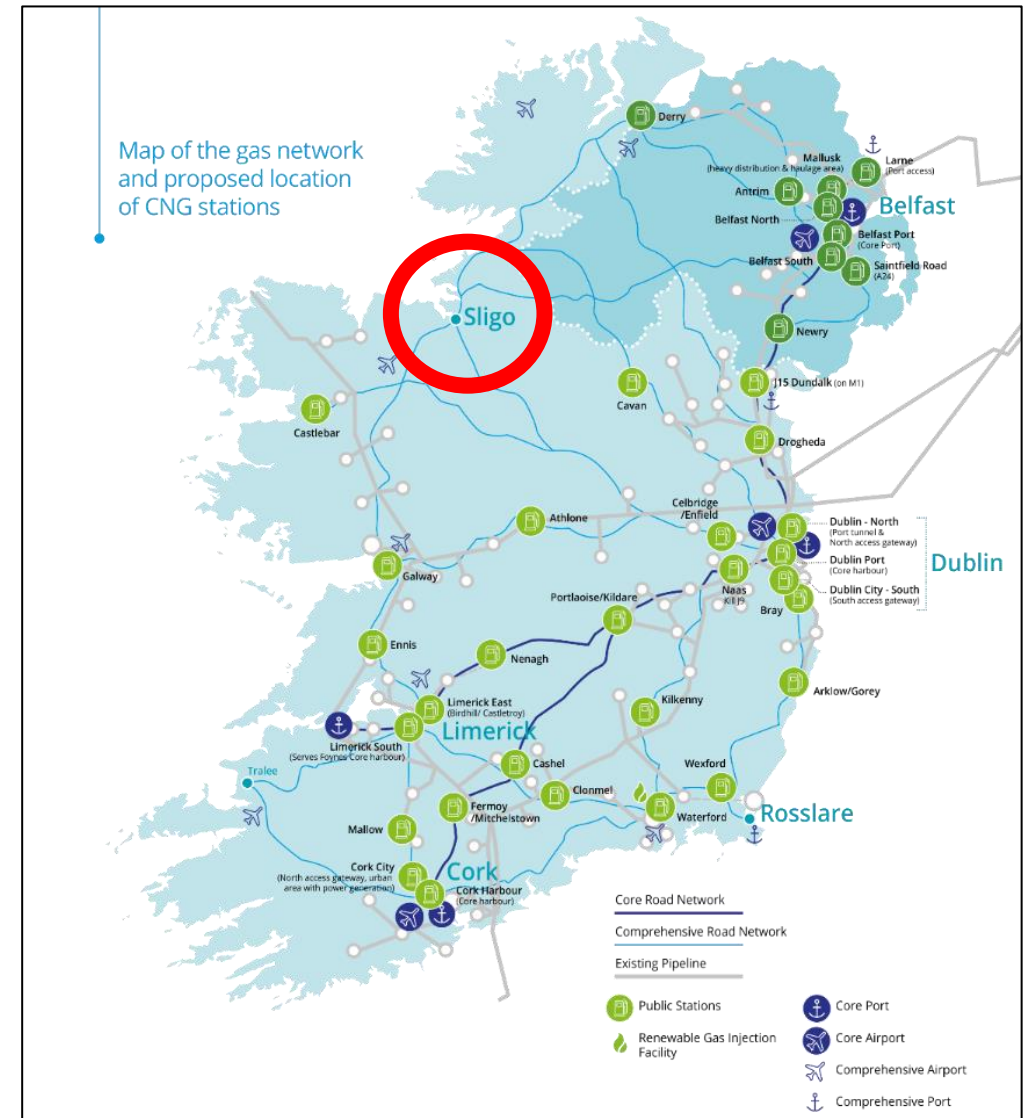 Map of the gas network
and proposed location
of CNG stations
Derry
Mallusk
(heavy distribution & haulage area)
Larne
(Port access)
Antrim
Belfast
Belfast North
Belfast Port
(Core Port)
Belfast South
Saintfield Road
(A24)
Sligo
Newry
J15 Dundalk (on M1)
Cavan
Castlebar
Drogheda
Celbridge
/Enfield
Athlone
Dublin - North
(Port tunnel &
North access gateway)
Dublin Port
(Core harbour)
Dublin
Galway
Naas
Kill J9
Dublin City - South
(South access gateway)
Portlaoise/Kildare
Bray
Ennis
Nenagh
Arklow/Gorey
Limerick East
(Birdhill/ Castletroy)
Kilkenny
Limerick
Limerick South
(Serves Foynes Core harbour)
Cashel
Wexford
Tralee
Clonmel
Fermoy
/Mitchelstown
Waterford
Rosslare
Mallow
Cork City
(North access gateway, urban
area with power generation)
Cork
Cork Harbour
(Core harbour)
Core Road Network
Comprehensive Road Network
Existing Pipeline
Public Stations
Core Port
Renewable Gas Injection
Facility
Core Airport
Comprehensive Airport
Comprehensive Port